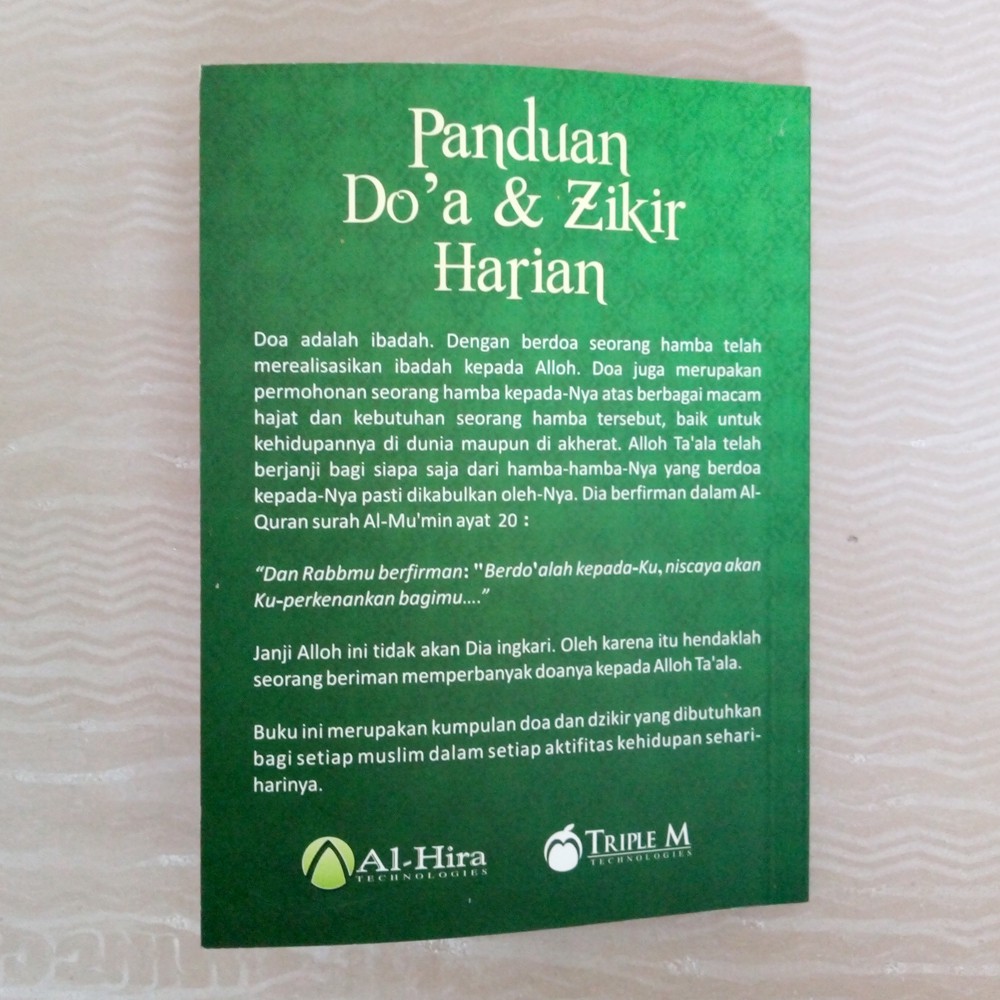 Panduan
Do'a & Zikir
Harian
Doa adalah ibadah. Dengan berdoa seorang hamba telah
merealisasikan ibadah kepada Alloh. Doa juga merupakan
permohonan seorang hamba kepada-Nya atas berbagai macam
hajat dan kebutuhan seorang hamba tersebut, baik untuk
kehidupannya di dunia maupun di akherat. Alloh Ta'ala telah
berjanji bagi siapa saja dari hamba-hamba-Nya yang berdoa
kepada-Nya pasti dikabulkan oleh-Nya. Dia berfirman dalam Al-
Quran surah Al-Mu'min ayat 20 :
“Dan Rabbmu berfirman: "Berdo'alah kepada-Ku, niscaya akan
Ku-perkenankan bagimu....”
Janji Alloh ini tidak akan Dia ingkari. Oleh karena itu hendaklah
seorang beriman memperbanyak doanya kepada Alloh Ta'ala.
Buku ini merupakan kumpulan doa dan dzikir yang dibutuhkan
bagi setiap muslim dalam setiap aktifitas kehidupan sehari-
harinya.
Al-Hira
TECHNOLOGIES
TRIPLE M
TECHNOLOGIES